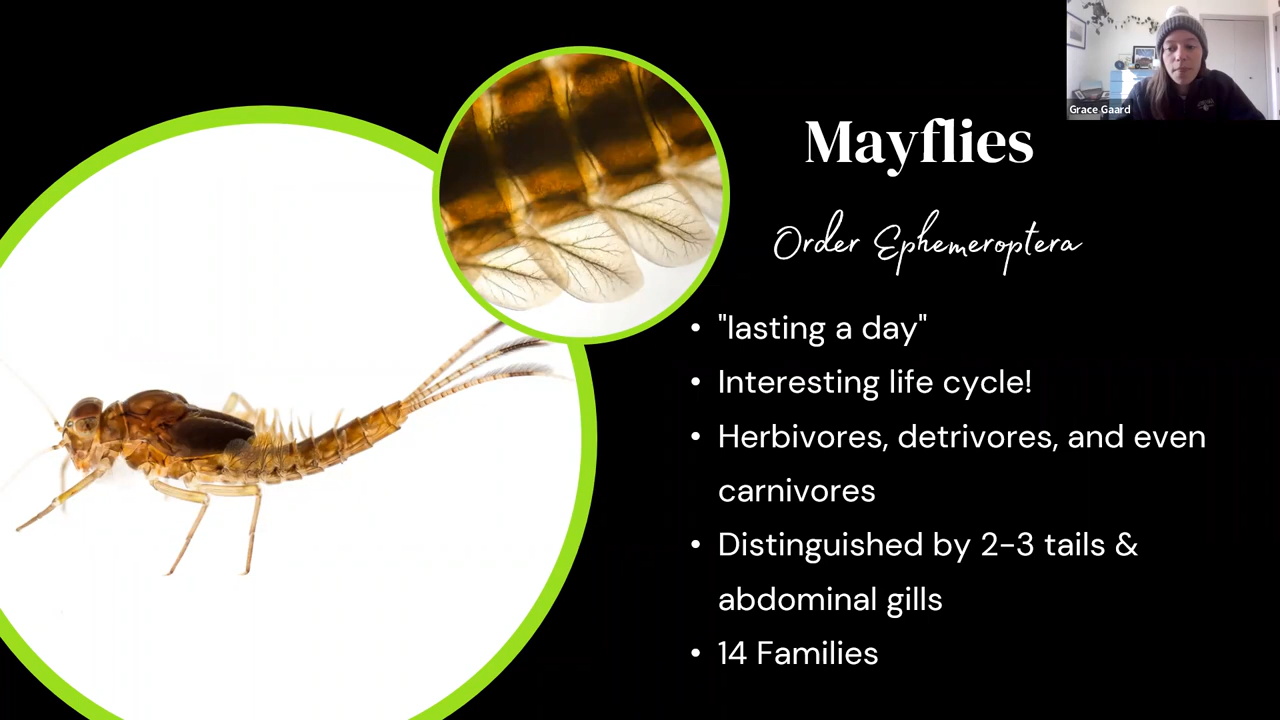 Grace Gaard
Mayflies
Order Ephemeroptera
• "lasting a day"
• Interesting life cycle!
• Herbivores, detrivores, and even
carnivores
• Distinguished by 2-3 tails &
abdominal gills
• 14 Families